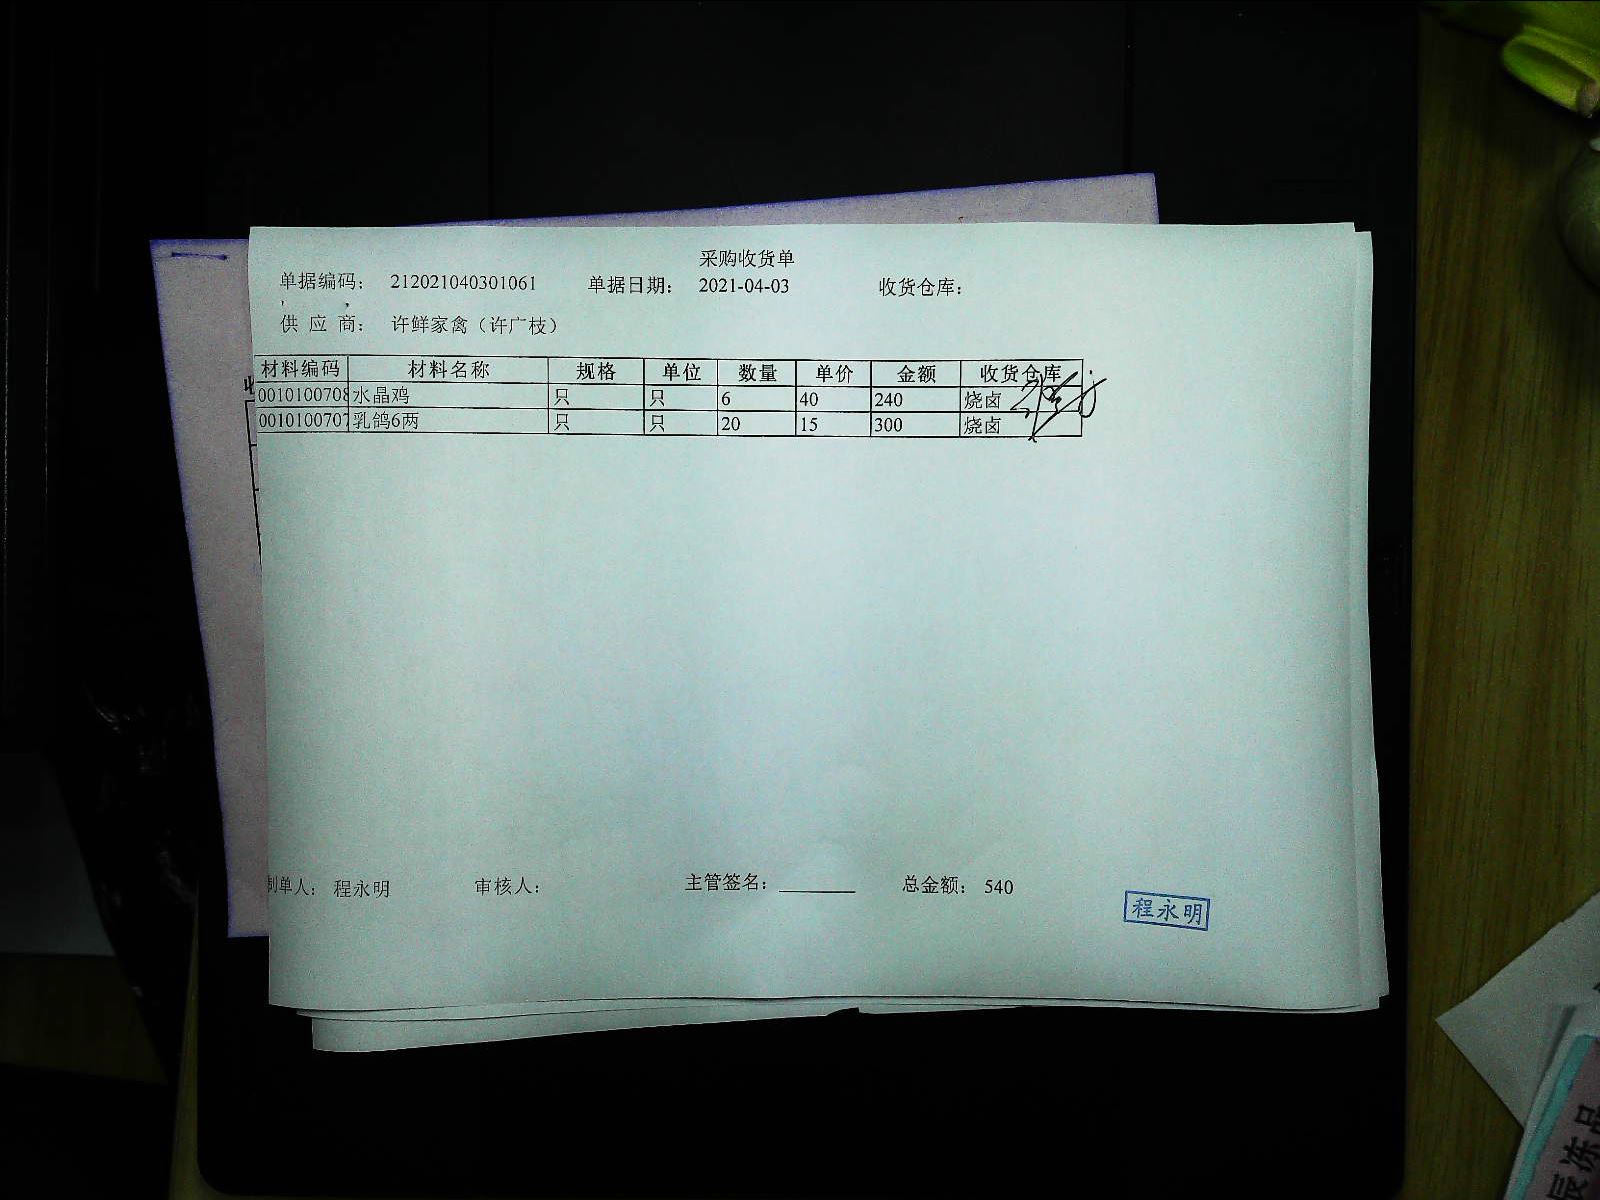 采购收货单
单据编码： 212021040301061 单据日期： 2021-04-03 收货仓库：
供 应 商： 许鲜家禽（许广枝）
材料编码 材料名称 规格 单位 数量 单价 金额 收货仓库
0010100708 水晶鸡 只 只 6 40 240 烧卤
0010100707 乳鸽6两 只 只 20 15 300 烧卤
制单人： 程永明 审核人： 主管签名：________ 总金额： 540
程永明